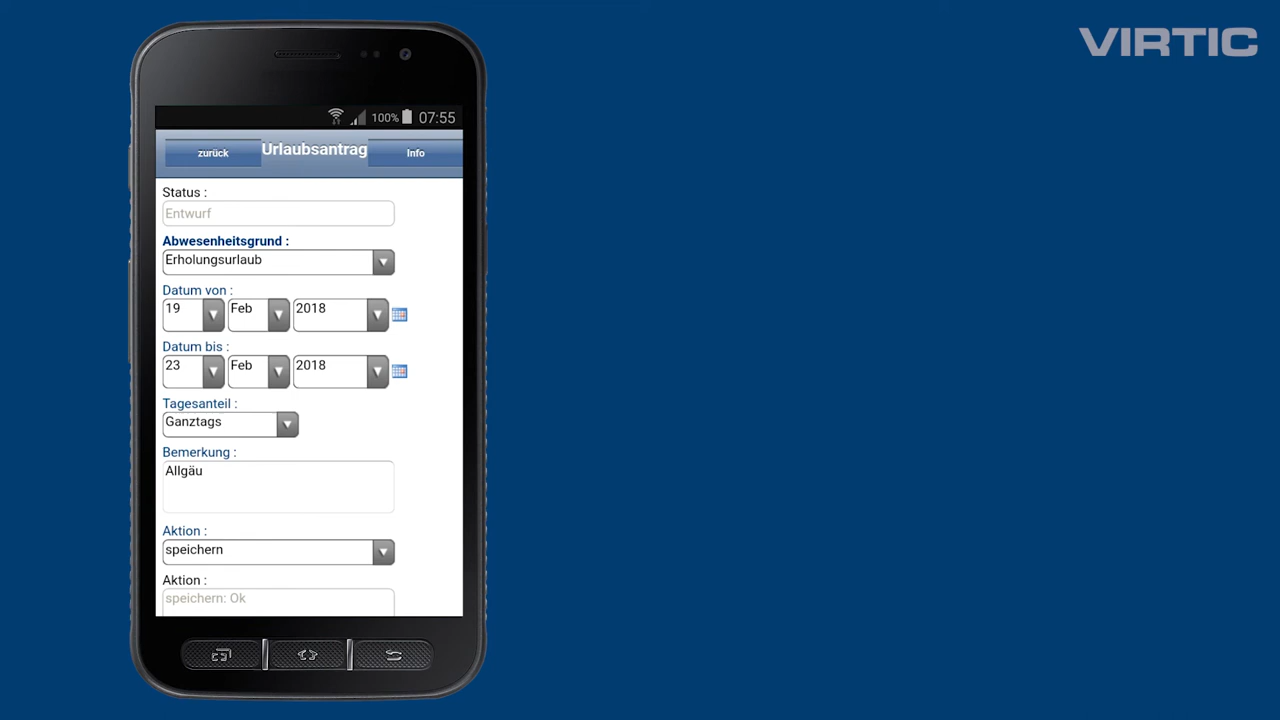 VIRTIC
100% 07:55
zurück Urlaubsantrag Info
Status :
Entwurf
Abwesenheitsgrund :
Erholungsurlaub
Datum von :
19 Feb 2018
Datum bis :
23 Feb 2018
Tagesanteil :
Ganztags
Bemerkung :
Allgäu
Aktion :
speichern
Aktion :
speichern: Ok